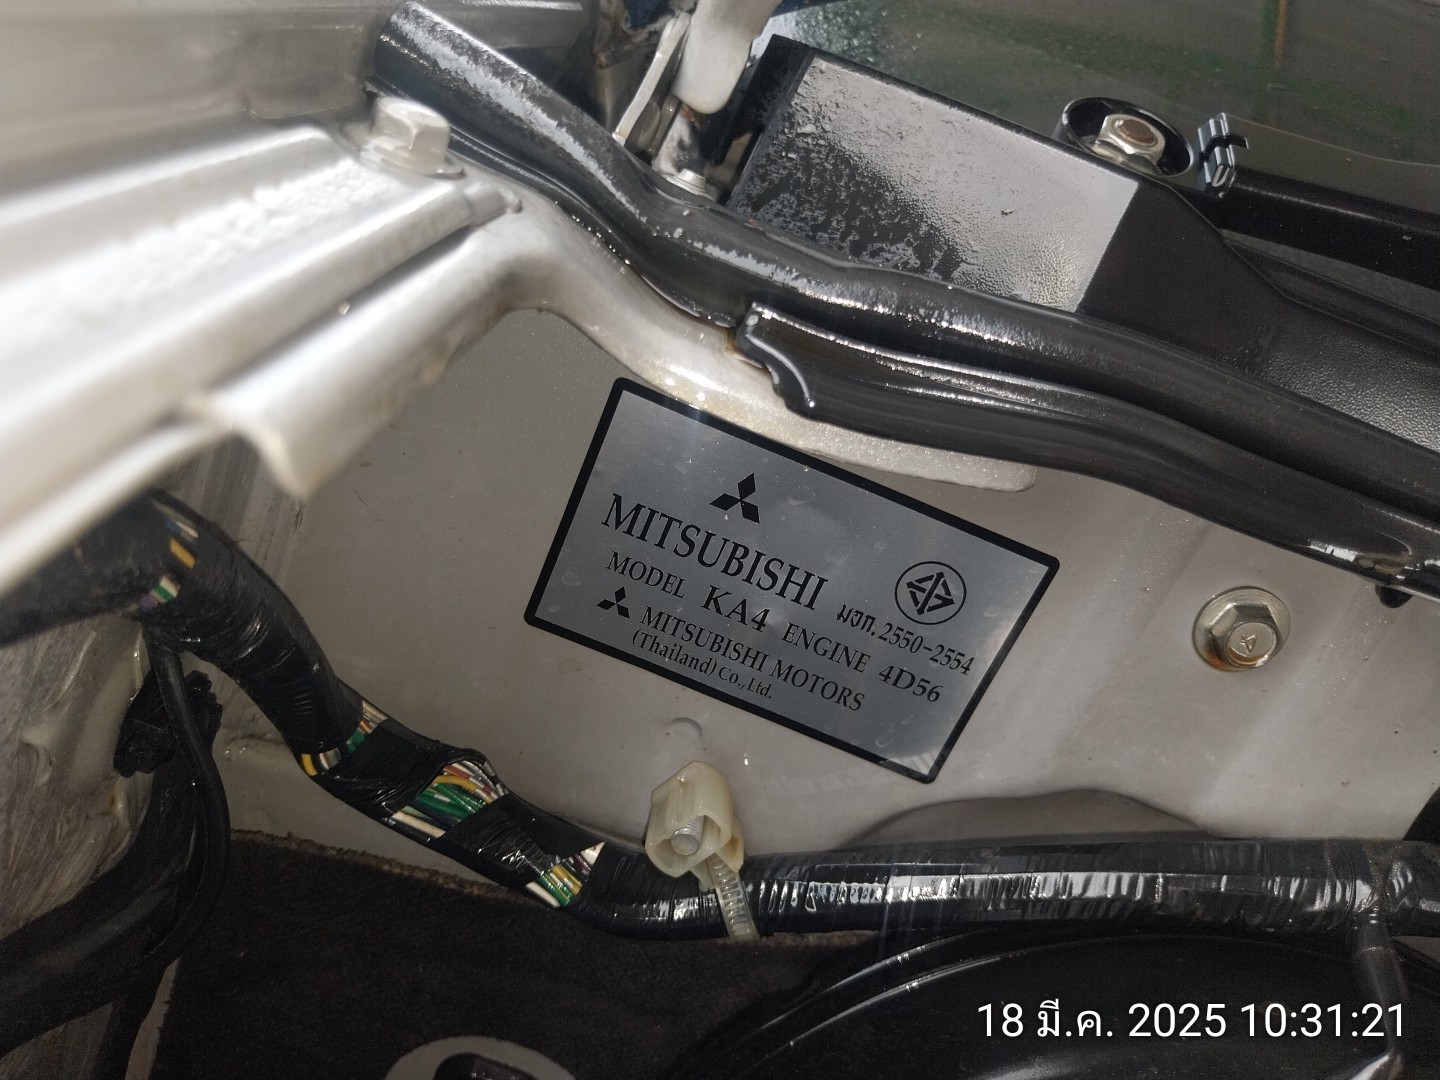 MITSUBISHI
มอก. 2550-2554
MODEL KA4 ENGINE 4D56
MITSUBISHI MOTORS
(Thailand) Co., Ltd.
18 มี.ค. 2025 10:31:21